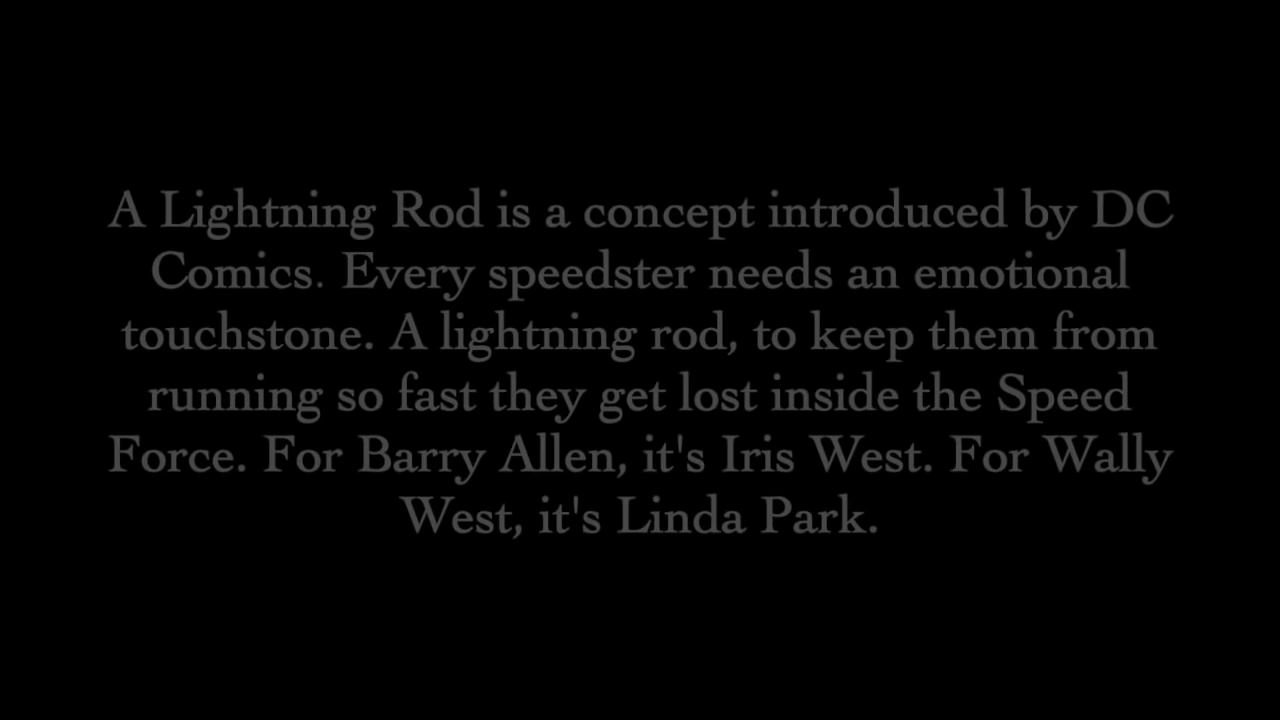 A Lightning Rod is a concept introduced by DC
Comics. Every speedster needs an emotional
touchstone. A lightning rod, to keep them from
running so fast they get lost inside the Speed
Force. For Barry Allen, it's Iris West. For Wally
West, it's Linda Park.